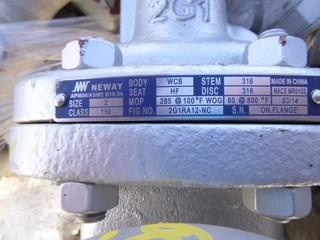 2G1
NEWAY
API600/ASME B16.34
SIZE 2
CLASS 150
BODY WCB STEM 316 MADE IN CHINA
SEAT HF DISC 316 NACE MR0103
MOP 285 @ 100°F WOG 80 @ 800°F 03/14
FIG NO. 2G1RA12-NC S.N. ON.FLANGE